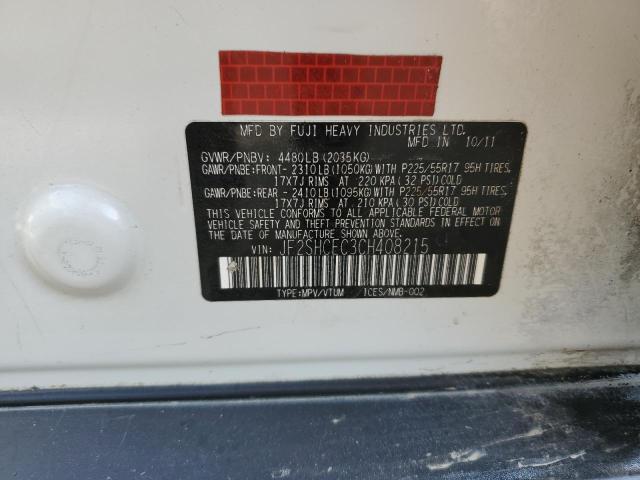 MFD BY FUJI HEAVY INDUSTRIES LTD.
MFD IN 10/11
GVWR/PNBV: 4480LB(2035KG)
GAWR/PNBE:FRONT- 2310LB(1050KG)WITH P225/55R17 95H TIRES,
17X7J RIMS AT 220 KPA(32 PSI)COLD
GAWR/PNBE:REAR - 2410LB(1095KG)WITH P225/55R17 95H TIRES,
17X7J RIMS AT 210 KPA(30 PSI)COLD
THIS VEHICLE CONFORMS TO ALL APPLICABLE FEDERAL MOTOR
VEHICLE SAFETY AND THEFT PREVENTION STANDARDS IN EFFECT ON
THE DATE OF MANUFACTURE SHOWN ABOVE.
VIN: JF2SHCFC3CH408215
TYPE:MPV/VTUM ICES/NMB-002